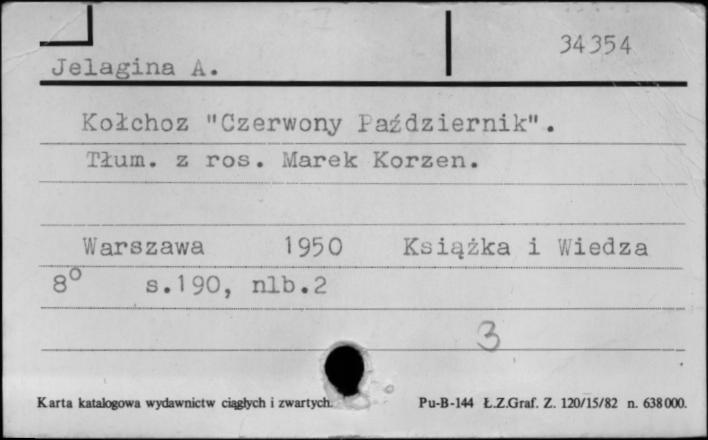 34354
Jelagina A.
Kołchoz "Czerwony Październik".
Tłum. z ros. Marek Korzen.
Warszawa 1950 Książka i Wiedza
8° s.190, nlb.2
3
Karta katalogowa wydawnictw ciągłych i zwartych. Pu-B-144 Ł.Z.Graf. Z. 120/15/82 n. 638000.